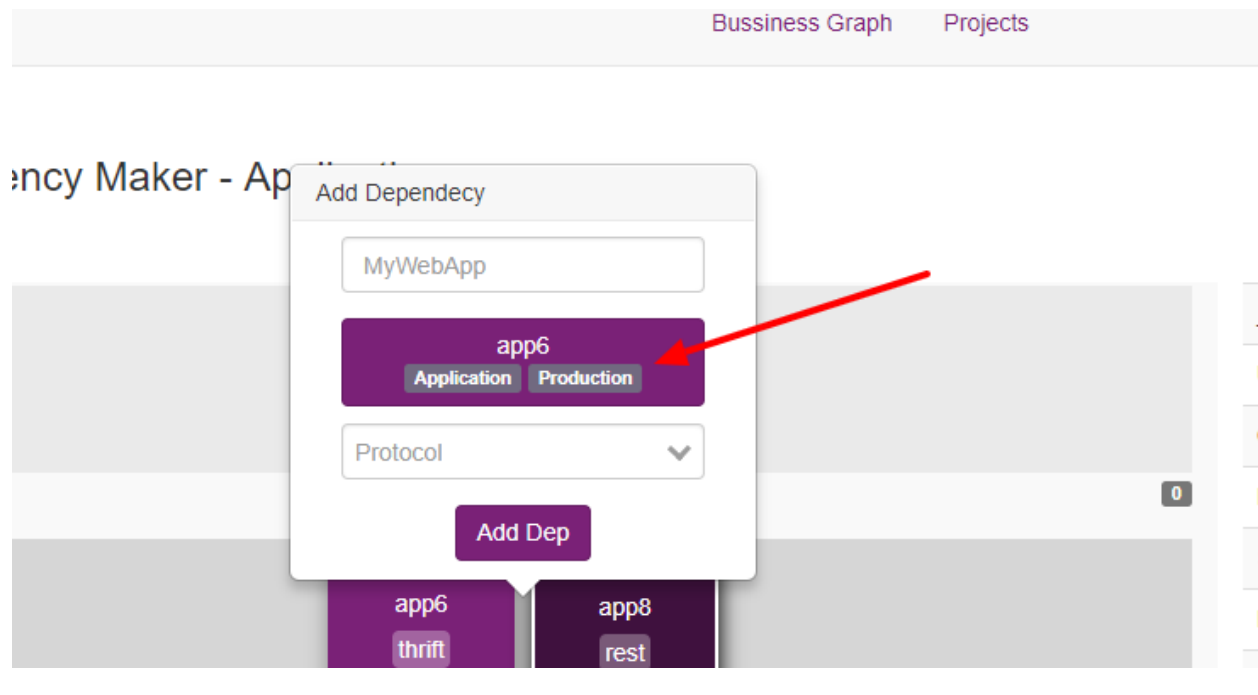 Bussiness Graph Projects
ency Maker - Ap
Add Dependecy
MyWebApp
app6
Application Production
Protocol
0
Add Dep
app6 app8
thrift rest